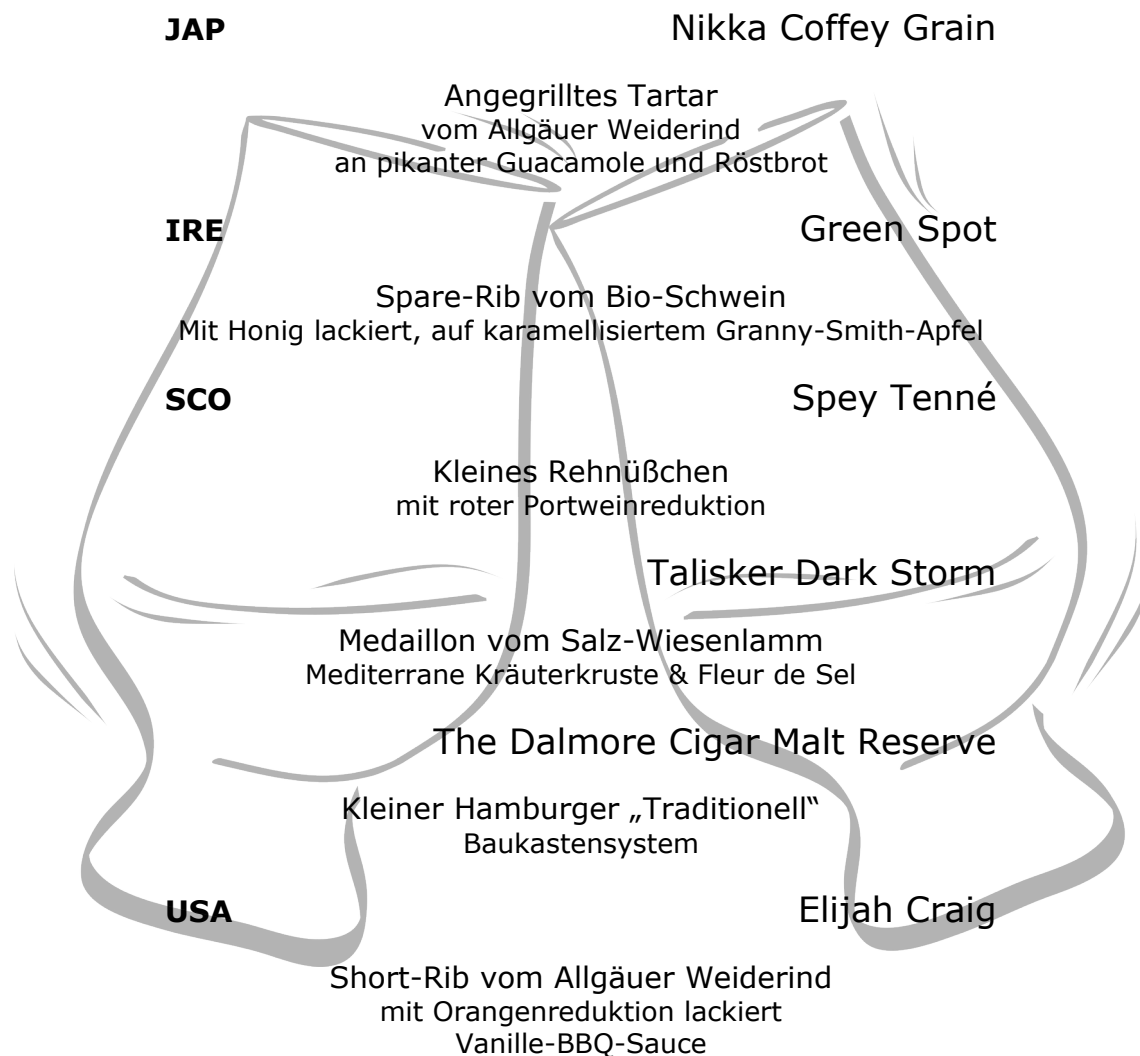 JAP Nikka Coffey Grain
Angegrilltes Tartar
vom Allgäuer Weiderind
an pikanter Guacamole und Röstbrot
IRE Green Spot
Spare-Rib vom Bio-Schwein
Mit Honig lackiert, auf karamellisiertem Granny-Smith-Apfel
SCO Spey Tenné
Kleines Rehnüßchen
mit roter Portweinreduktion
Talisker Dark Storm
Medaillon vom Salz-Wiesenlamm
Mediterrane Kräuterkruste & Fleur de Sel
The Dalmore Cigar Malt Reserve
Kleiner Hamburger „Traditionell“
Baukastensystem
USA Elijah Craig
Short-Rib vom Allgäuer Weiderind
mit Orangenreduktion lackiert
Vanille-BBQ-Sauce